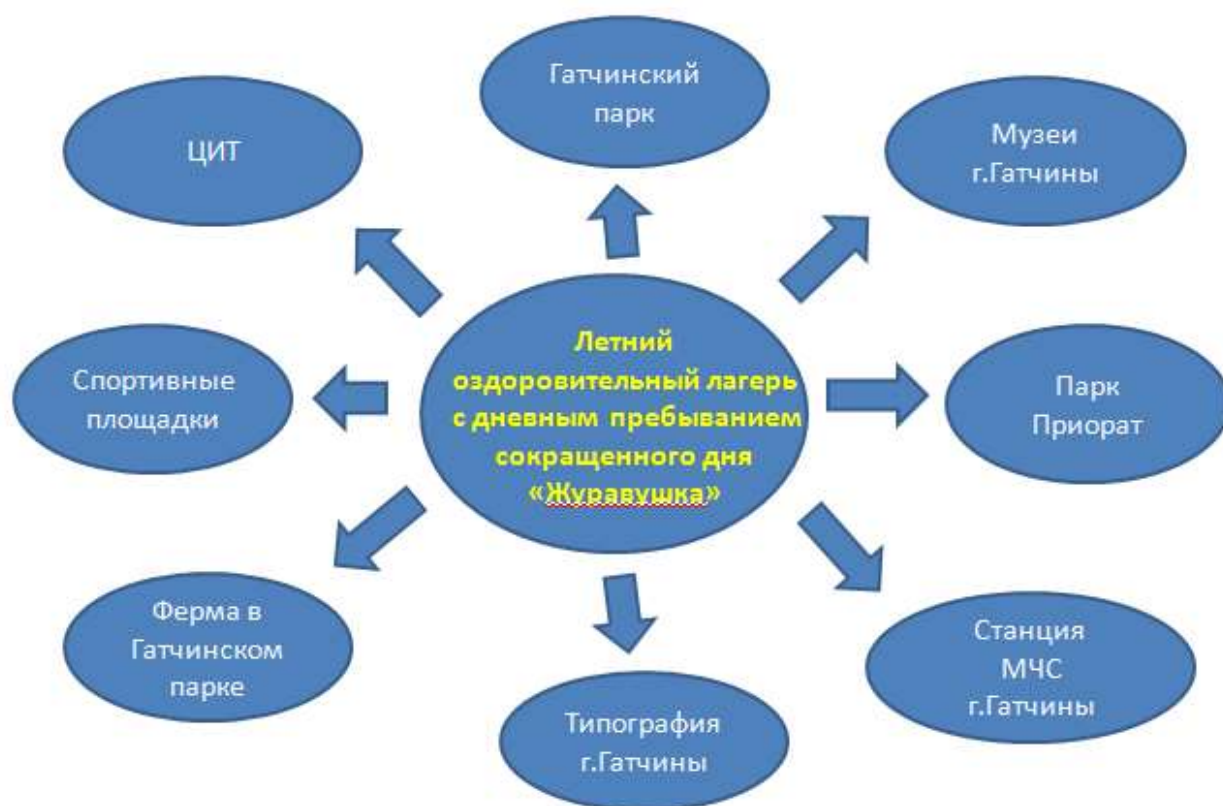 Гатчинский
парк
ЦИТ
Музеи
г.Гатчины
Летний
оздоровительный лагерь
с дневным пребыванием
сокращенного дня
«Журавушка»
Спортивные
площадки
Парк
Приорат
Ферма в
Гатчинском
парке
Станция
МЧС
г.Гатчины
Типография
г.Гатчины